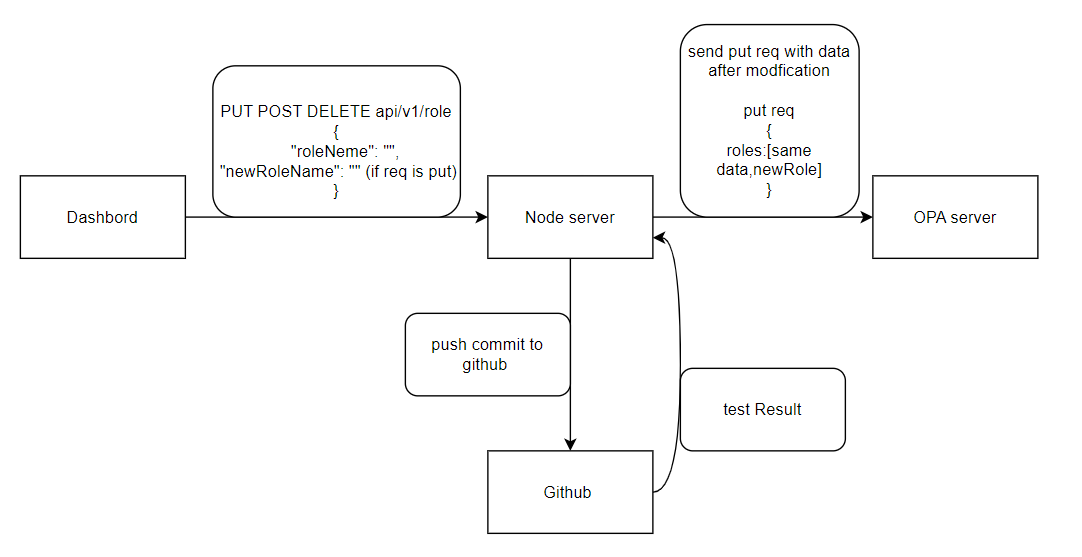 send put req with data
after modfication
put req
{
roles:[same
data,newRole]
}
PUT POST DELETE api/v1/role
{
"roleNeme": "",
"newRoleName": "" (if req is put)
}
Dashbord
Node server
OPA server
push commit to
github
test Result
Github